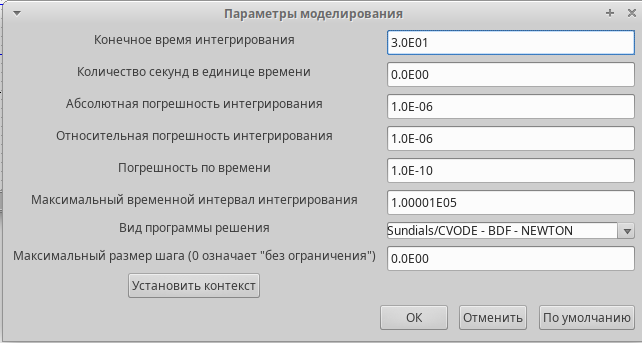 Параметры моделирования
Конечное время интегрирования 3.0E01
Количество секунд в единице времени 0.0E00
Абсолютная погрешность интегрирования 1.0E-06
Относительная погрешность интегрирования 1.0E-06
Погрешность по времени 1.0E-10
Максимальный временной интервал интегрирования 1.00001E05
Вид программы решения Sundials/CVODE - BDF - NEWTON
Максимальный размер шага (0 означает "без ограничения") 0.0E00
Установить контекст
ОК Отменить По умолчанию